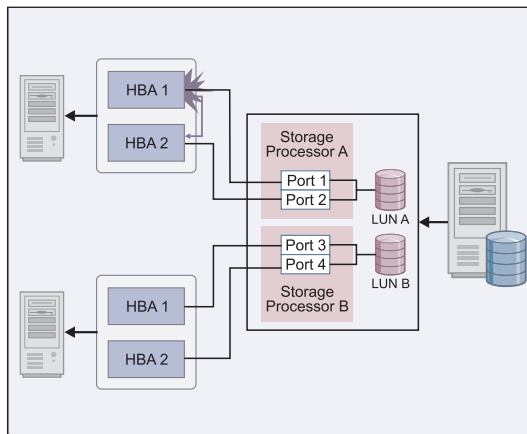 HBA 1
HBA 2
Storage
Processor A
Port 1
Port 2
LUN A
Port 3
Port 4
LUN B
Storage
Processor B
HBA 1
HBA 2